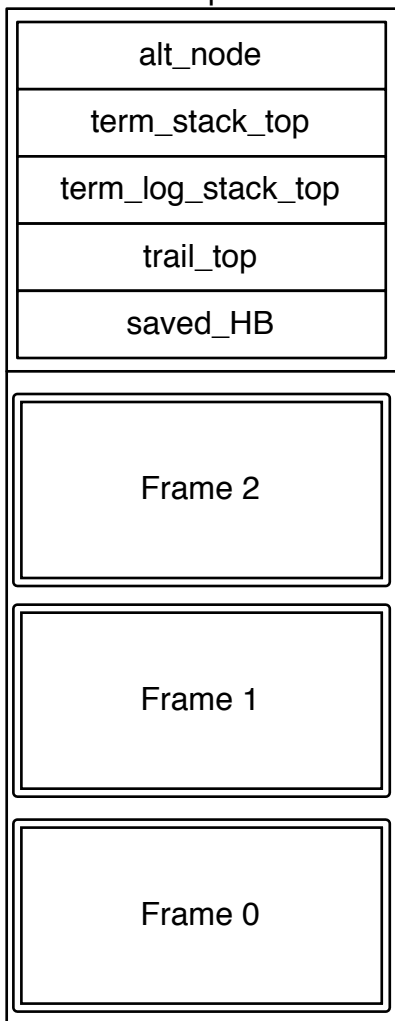 alt_node
term_stack_top
term_log_stack_top
trail_top
saved_HB
Frame 2
Frame 1
Frame 0